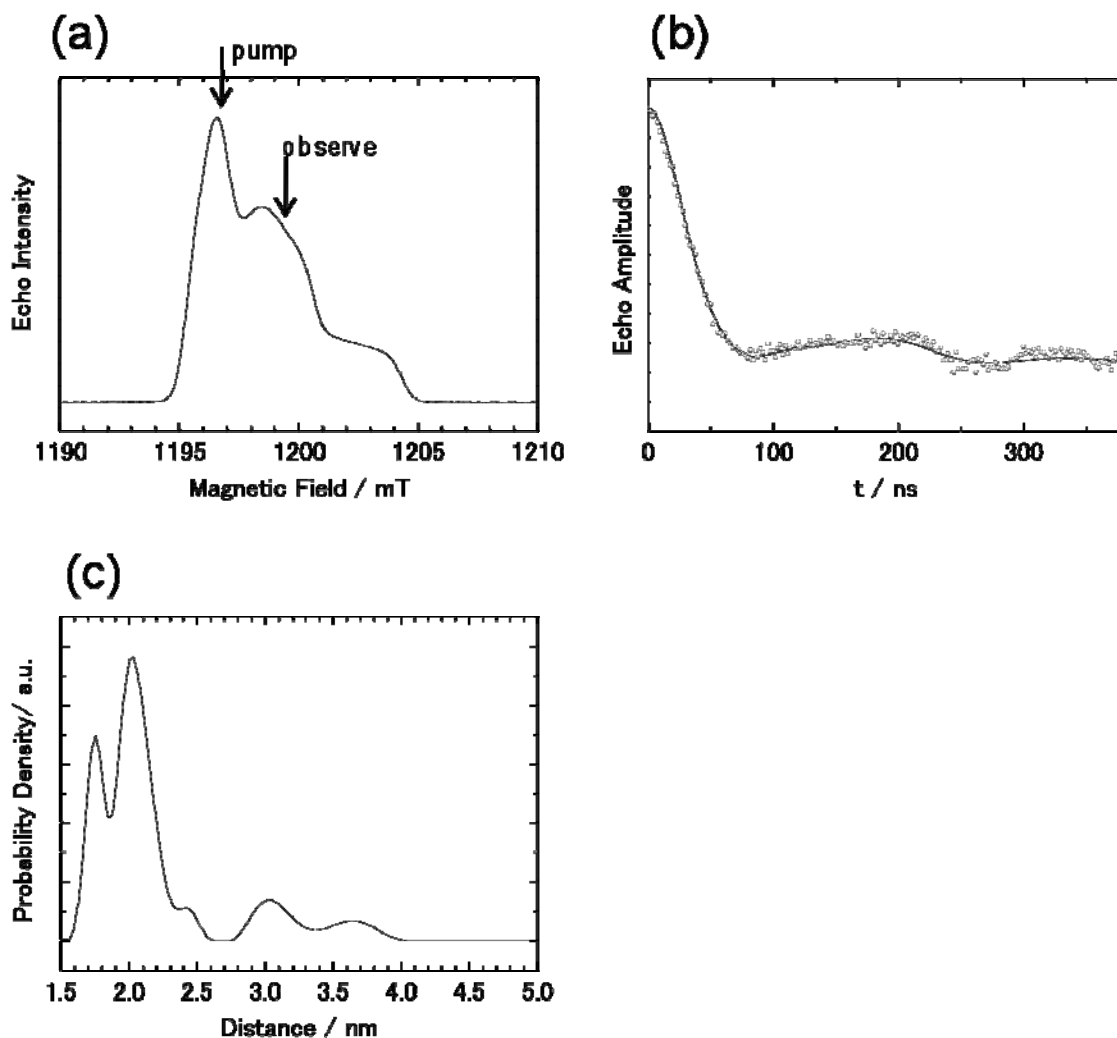 (a)
pump
observe
Echo Intensity
1190 1195 1200 1205 1210
Magnetic Field / mT
(b)
Echo Amplitude
0 100 200 300
t / ns
(c)
Probability Density/ a.u.
1.5 2.0 2.5 3.0 3.5 4.0 4.5 5.0
Distance / nm